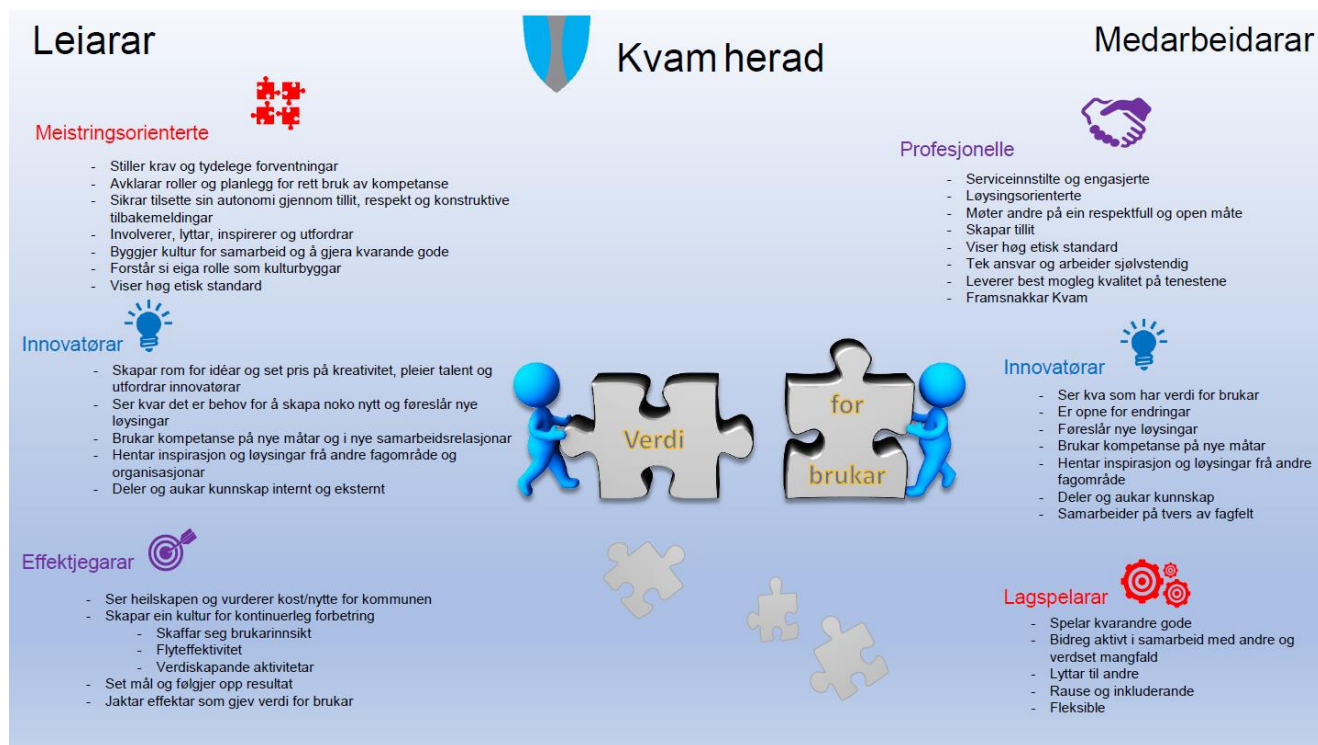 Leiarar
Kvam herad
Medarbeidarar
Meistringsorienterte
- Stiller krav og tydelege forventningar
- Avklarar roller og planlegg for rett bruk av kompetanse
- Sikrar tilsette sin autonomi gjennom tillit, respekt og konstruktive
tilbakemeldingar
- Involverer, lyttar, inspirerer og utfordrar
- Byggjer kultur for samarbeid og å gjera kvarande gode
- Forstår si eiga rolle som kulturbyggar
- Viser høg etisk standard
Innovatørar
- Skapar rom for idéar og set pris på kreativitet, pleier talent og
utfordrar innovatørar
- Ser kvar det er behov for å skapa noko nytt og føreslår nye
løysingar
- Brukar kompetanse på nye måtar og i nye samarbeidsrelasjonar
- Hentar inspirasjon og løysingar frå andre fagområde og
organisasjonar
- Deler og aukar kunnskap internt og eksternt
Effektjegarar
- Ser heilskapen og vurderer kost/nytte for kommunen
- Skapar ein kultur for kontinuerleg forbetring
- Skaffar seg brukarinnsikt
- Flyteffektivitet
- Verdiskapande aktivitetar
- Set mål og følgjer opp resultat
- Jaktar effektar som gjev verdi for brukar
Verdi
for
brukar
Profesjonelle
- Serviceinnstilte og engasjerte
- Løysingsorienterte
- Møter andre på ein respektfull og open måte
- Skapar tillit
- Viser høg etisk standard
- Tek ansvar og arbeider sjølvstendig
- Leverer best mogleg kvalitet på tenestene
- Framsnakkar Kvam
Innovatørar
- Ser kva som har verdi for brukar
- Er opne for endringar
- Føreslår nye løysingar
- Brukar kompetanse på nye måtar
- Hentar inspirasjon og løysingar frå andre
fagområde
- Deler og aukar kunnskap
- Samarbeider på tvers av fagfelt
Lagspelarar
- Spelar kvarandre gode
- Bidreg aktivt i samarbeid med andre og
verdset mangfald
- Lyttar til andre
- Rause og inkluderande
- Fleksible